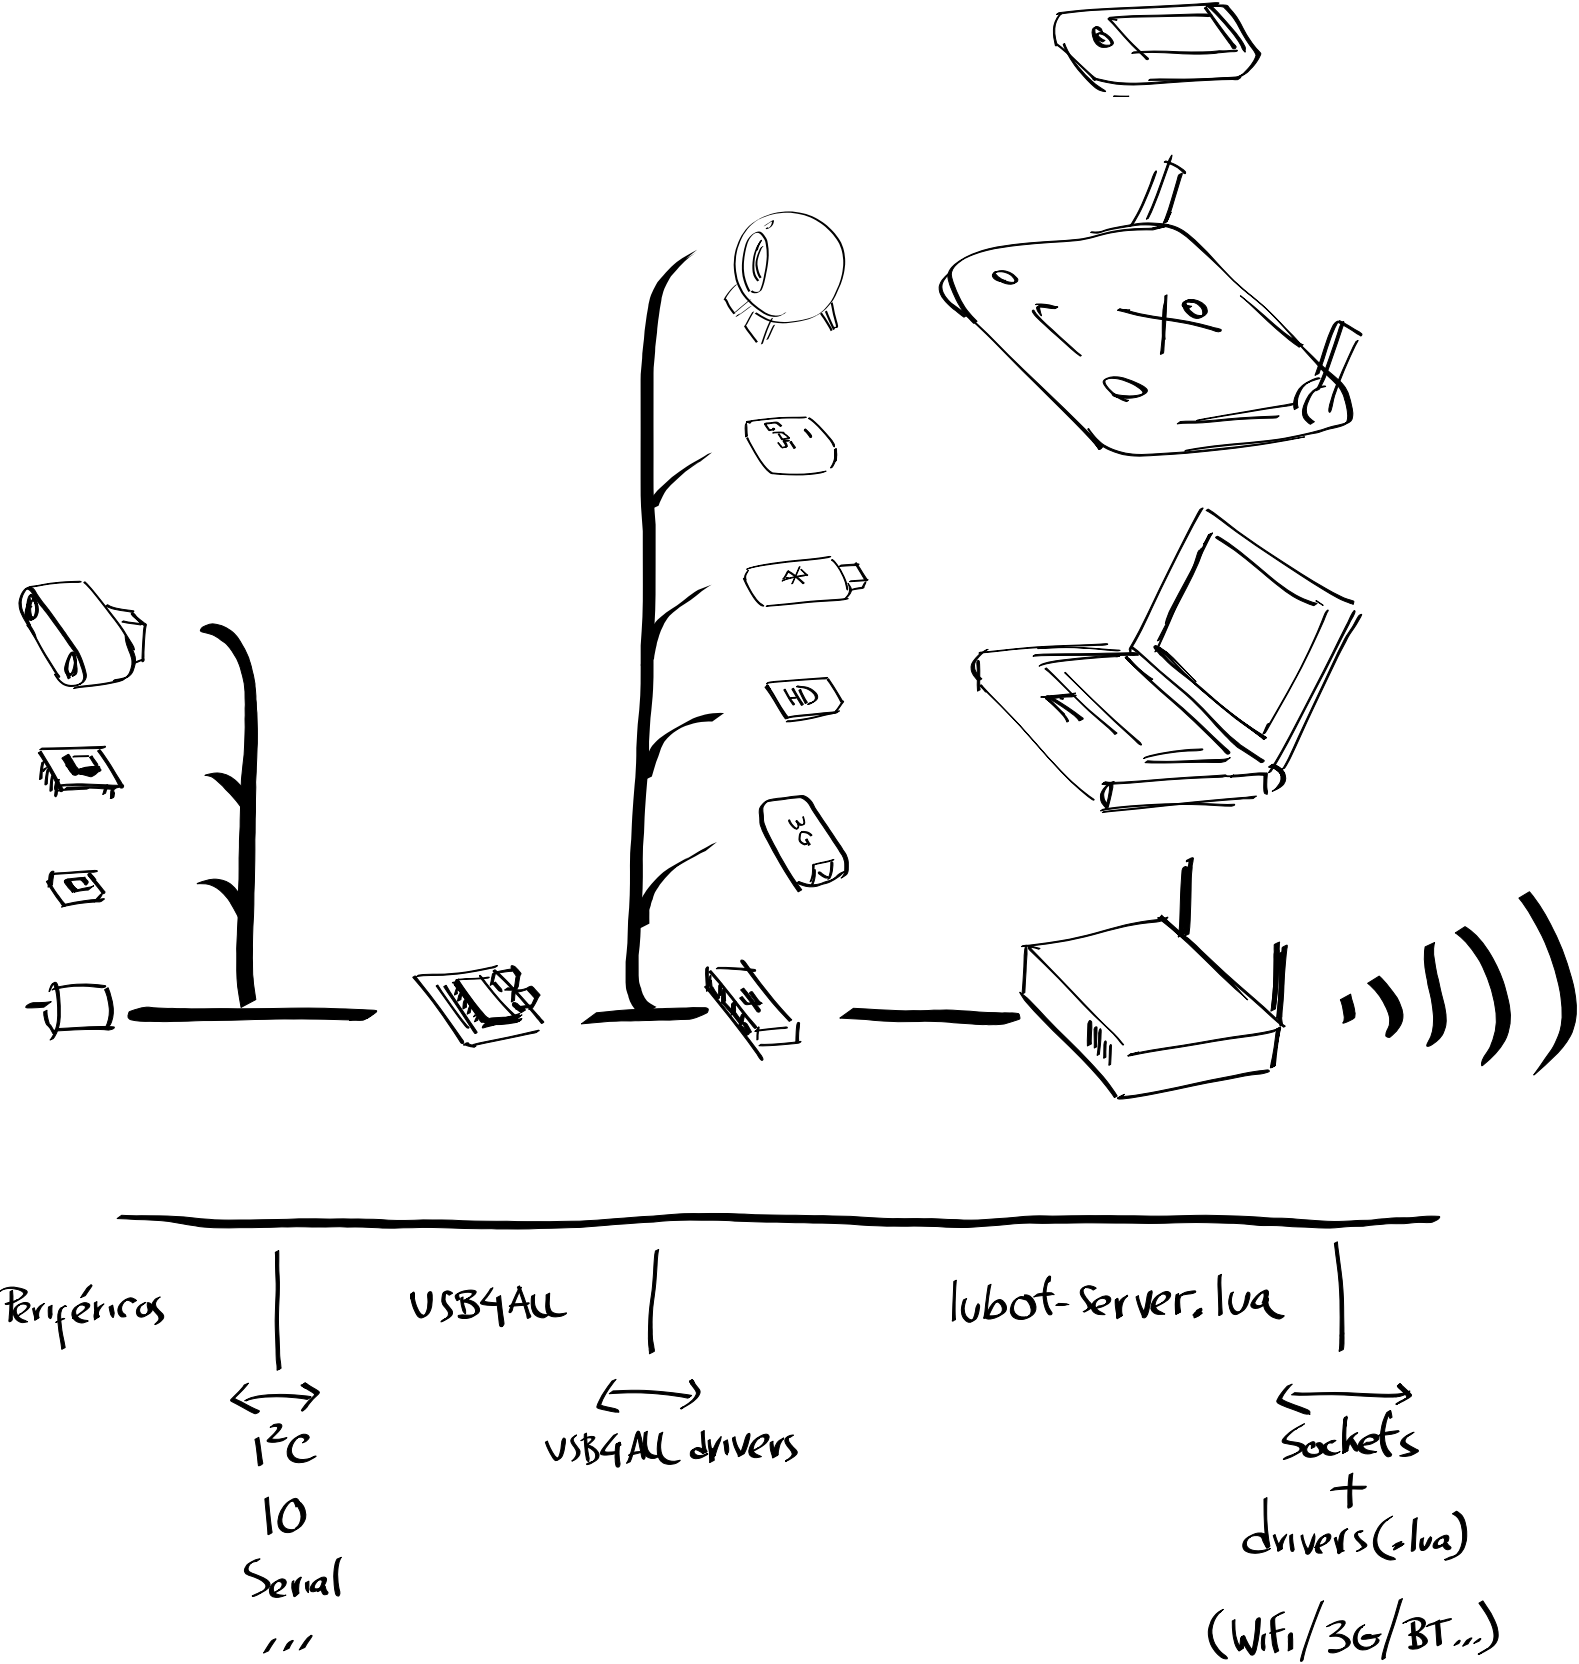 GPS
HD
3G
Periféricos
USB4ALL
lubot-server.lua
I²C
IO
Serial
...
USB4ALL drivers
Sockets
+
drivers(.lua)
(WiFi/3G/BT...)